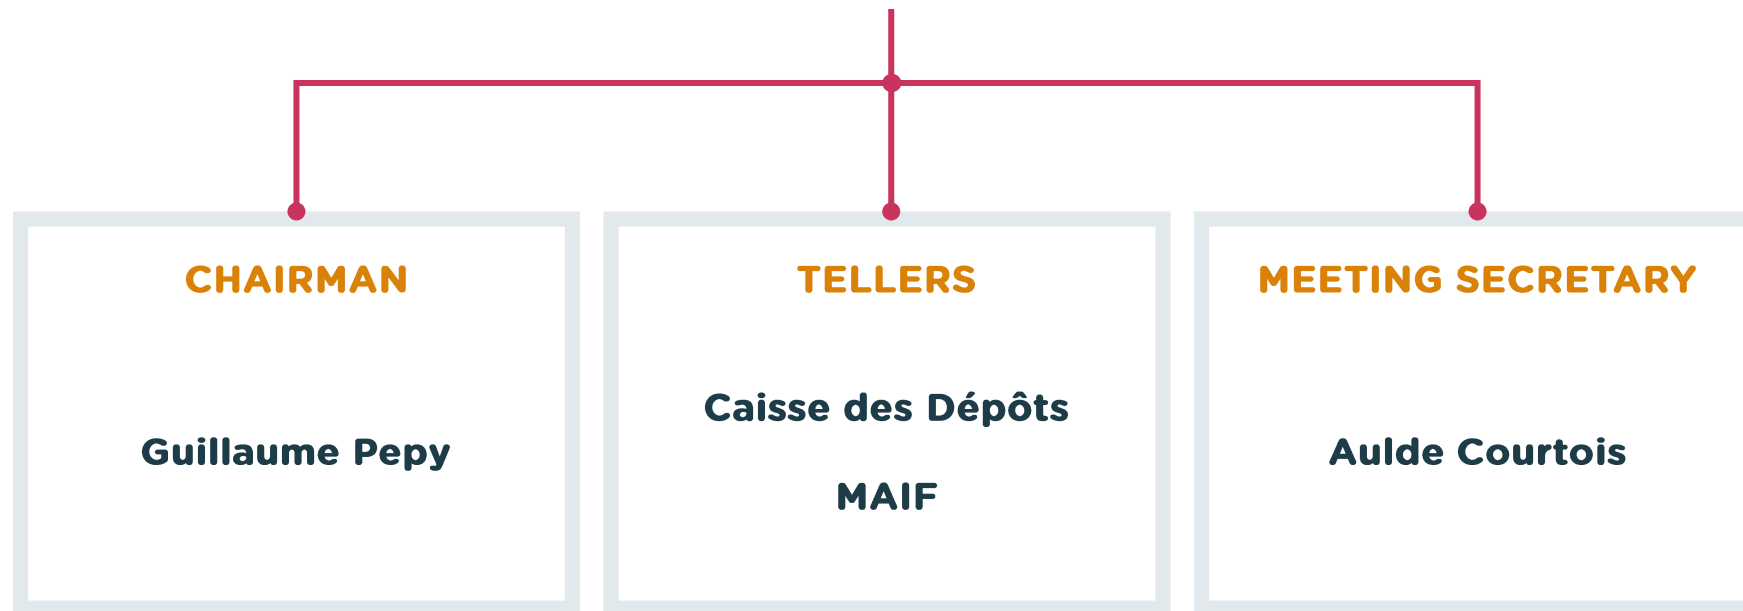 CHAIRMAN
Guillaume Pepy
TELLERS
Caisse des Dépôts
MAIF
MEETING SECRETARY
Aulde Courtois